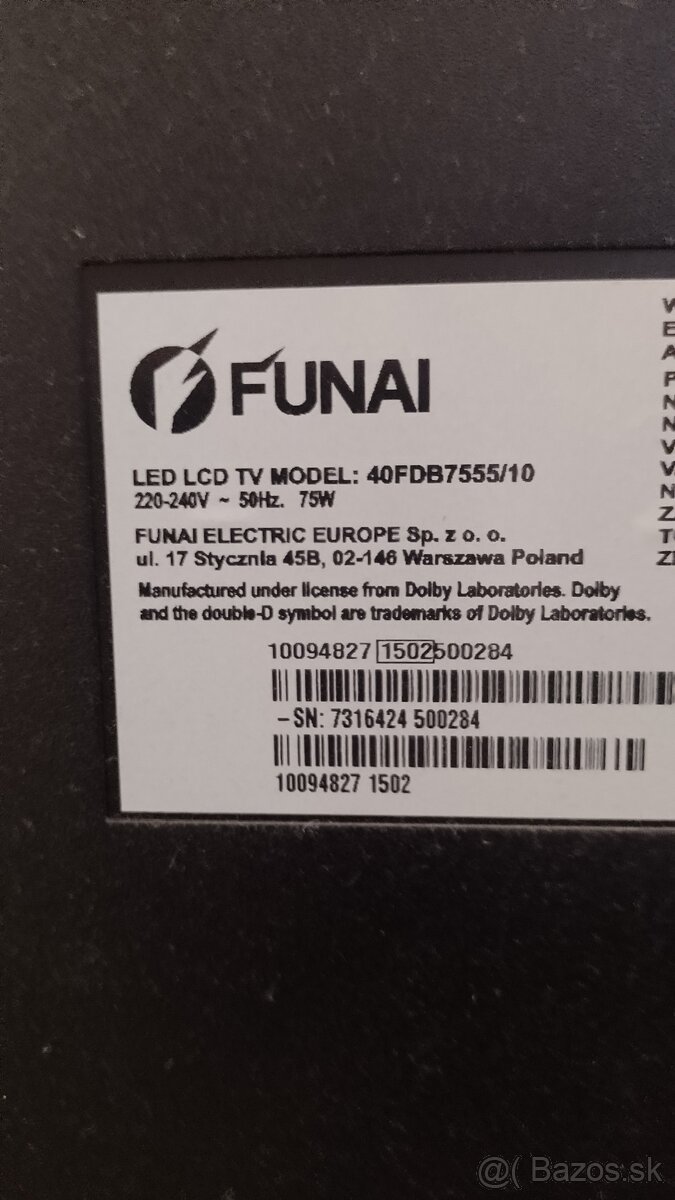 FUNAI
LED LCD TV MODEL: 40FDB7555/10
220-240V ~ 50Hz. 75W
FUNAI ELECTRIC EUROPE Sp. z o. o.
ul. 17 Stycznia 45B, 02-146 Warszawa Poland
Manufactured under license from Dolby Laboratories. Dolby
and the double-D symbol are trademarks of Dolby Laboratories.
10094827 1502500284
-SN: 7316424 500284
10094827 1502
@( Bazos.sk